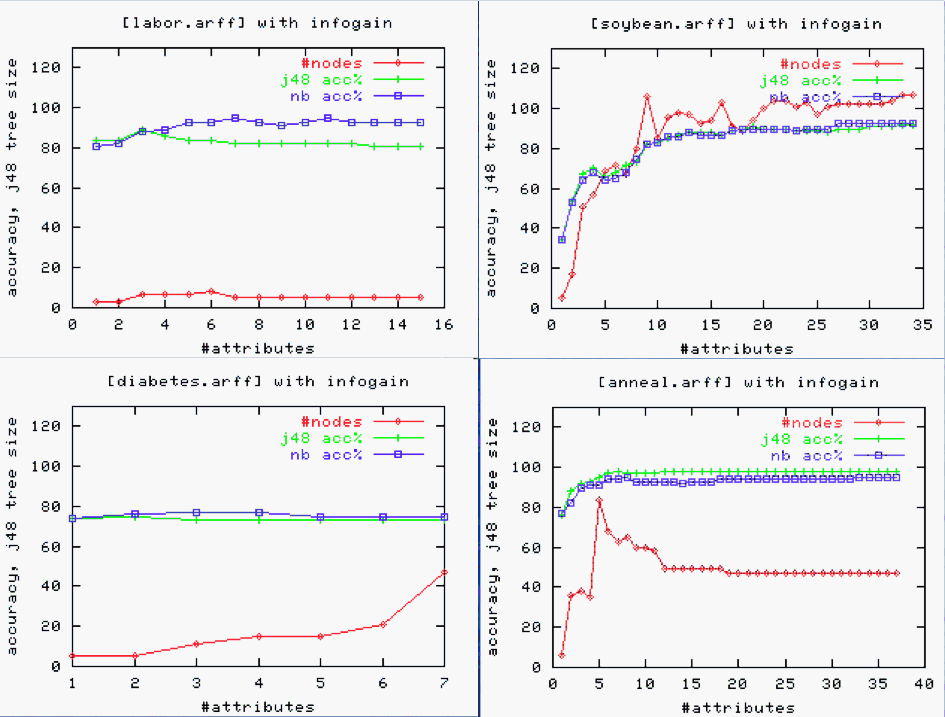 [labor.arff] with infogain
accuracy, j48 tree size
120
100
80
60
40
20
0
#nodes
j48 acc%
nb acc%
0 2 4 6 8 10 12 14 16
#attributes
[soybean.arff] with infogain
accuracy, j48 tree size
120
100
80
60
40
20
0
#nodes
j48 acc%
nb acc%
0 5 10 15 20 25 30 35
#attributes
[diabetes.arff] with infogain
accuracy, j48 tree size
120
100
80
60
40
20
0
#nodes
j48 acc%
nb acc%
1 2 3 4 5 6 7
#attributes
[anneal.arff] with infogain
accuracy, j48 tree size
120
100
80
60
40
20
0
#nodes
j48 acc%
nb acc%
0 5 10 15 20 25 30 35 40
#attributes